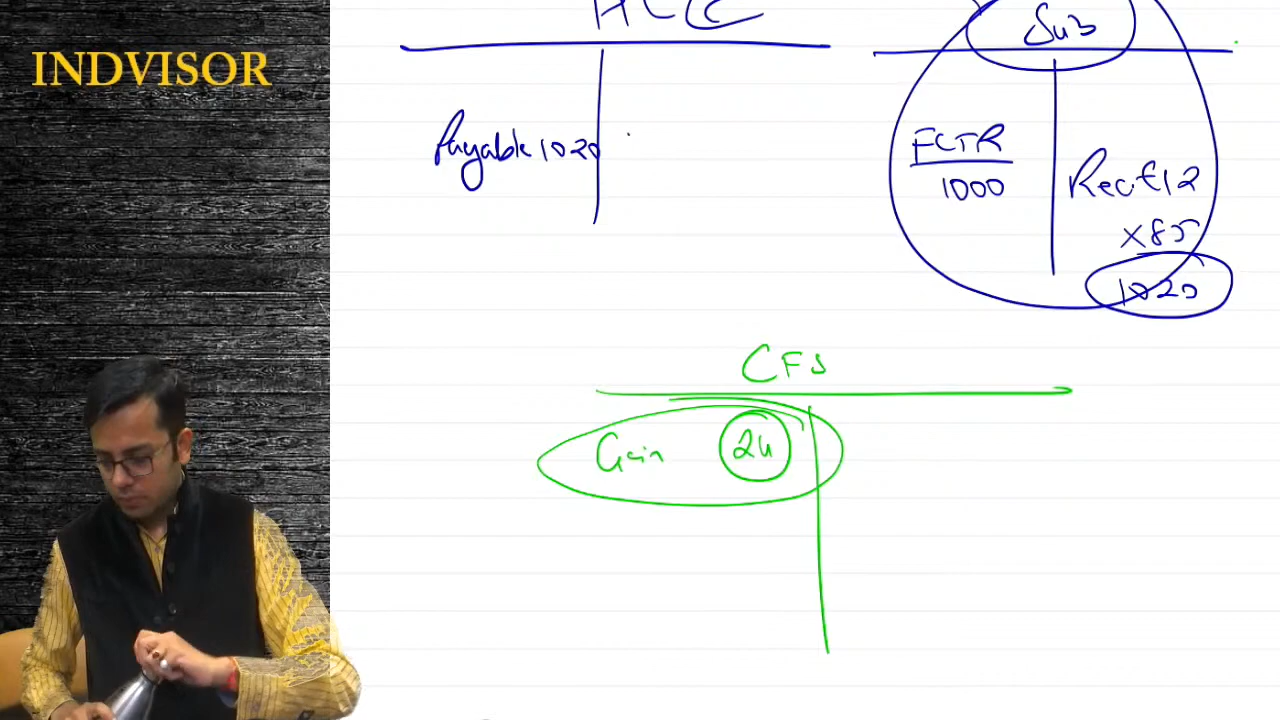 INDVISOR
Sub
Payable 1020
FCTR
1000
Rec. €12
x85
1020
CFS
Gain 24